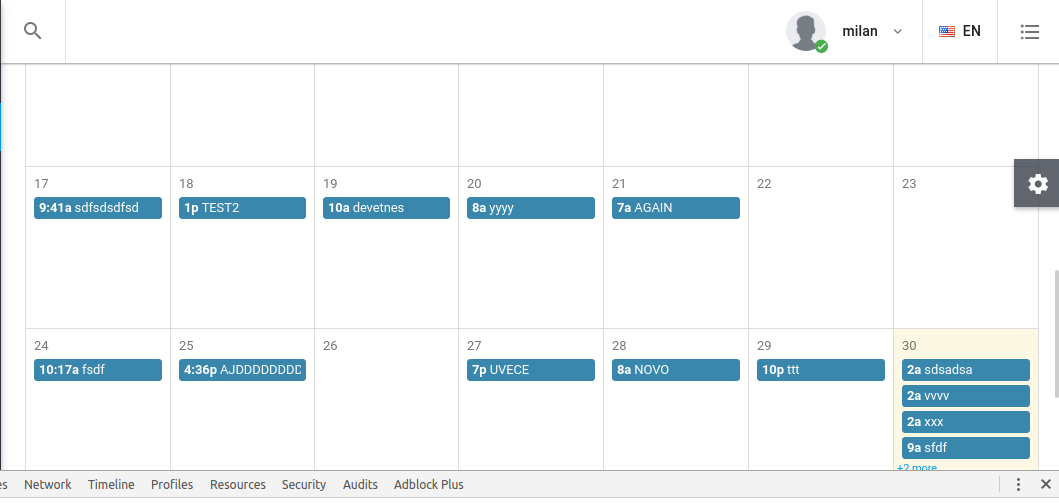 milan
EN
17
18
19
20
21
22
23
9:41a sdfsdsdfsd
1p TEST2
10a devetnes
8a yyyy
7a AGAIN
24
25
26
27
28
29
30
10:17a fsdf
4:36p AJDDDDDDDD
7p UVECE
8a NOVO
10p ttt
2a sdsadsa
2a vvvv
2a xxx
9a sfdf
+2 more
es Network Timeline Profiles Resources Security Audits Adblock Plus